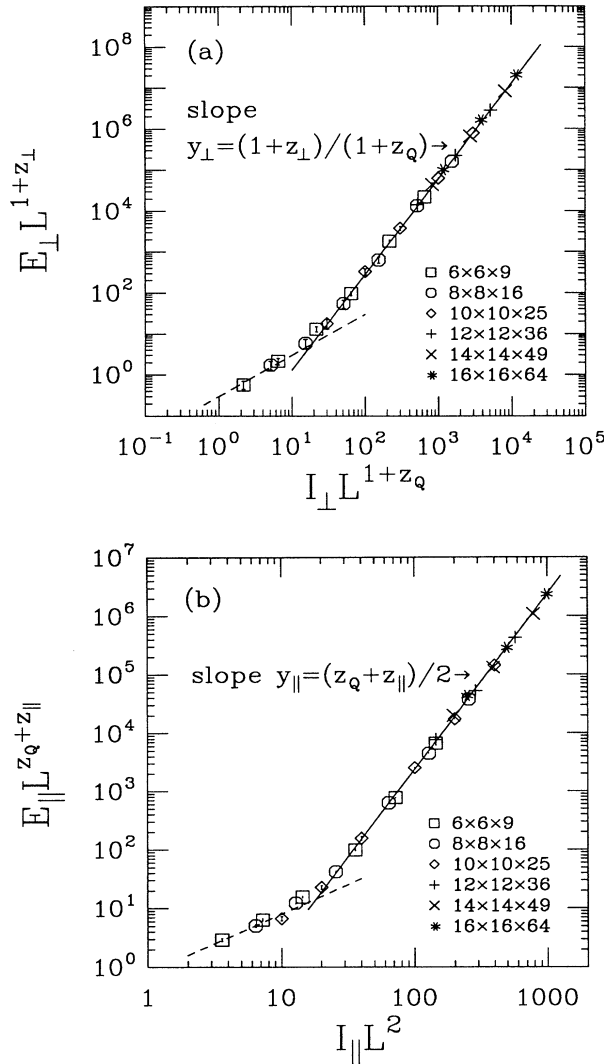 (a)
10^8
10^6
10^4
10^2
10^0
E_⊥L^{1+z_⊥}
slope
y_⊥=(1+z_⊥)/(1+z_Q)→
□ 6×6×9
○ 8×8×16
◇ 10×10×25
+ 12×12×36
× 14×14×49
✳ 16×16×64
10^{-1} 10^0 10^1 10^2 10^3 10^4 10^5
I_⊥L^{1+z_Q}
(b)
10^7
10^6
10^5
10^4
10^3
10^2
10^1
10^0
E_∥L^{z_Q+z_∥}
slope y_∥=(z_Q+z_∥)/2→
□ 6×6×9
○ 8×8×16
◇ 10×10×25
+ 12×12×36
× 14×14×49
✳ 16×16×64
1 10 100 1000
I_∥L^2